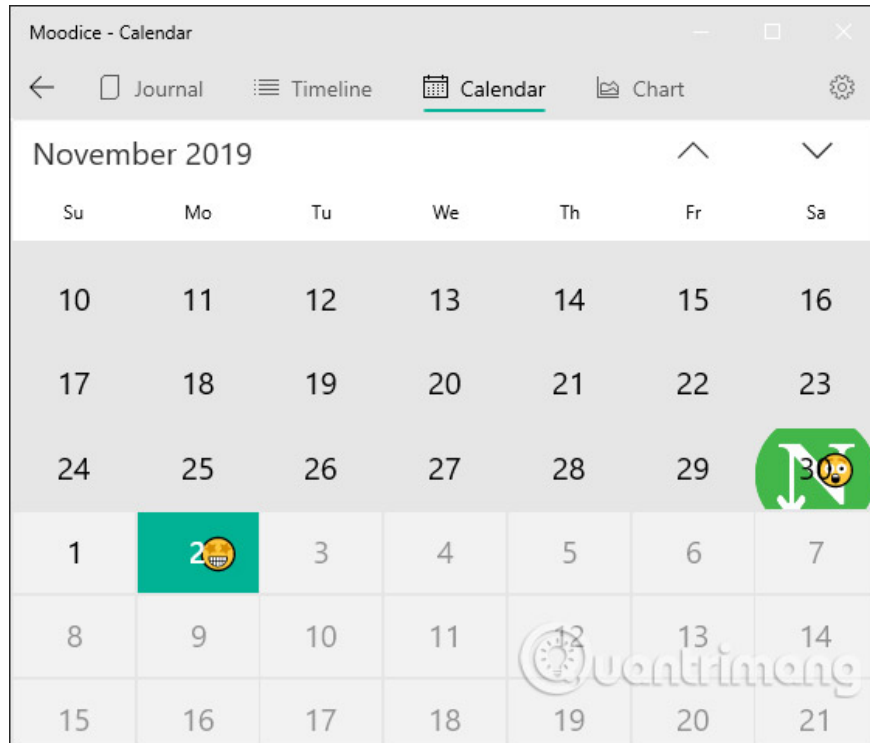 Moodice - Calendar
Journal Timeline Calendar Chart
November 2019
Su Mo Tu We Th Fr Sa
10 11 12 13 14 15 16
17 18 19 20 21 22 23
24 25 26 27 28 29 30
N
1 2 3 4 5 6 7
8 9 10 11 12 13 14
Quantrimang
15 16 17 18 19 20 21